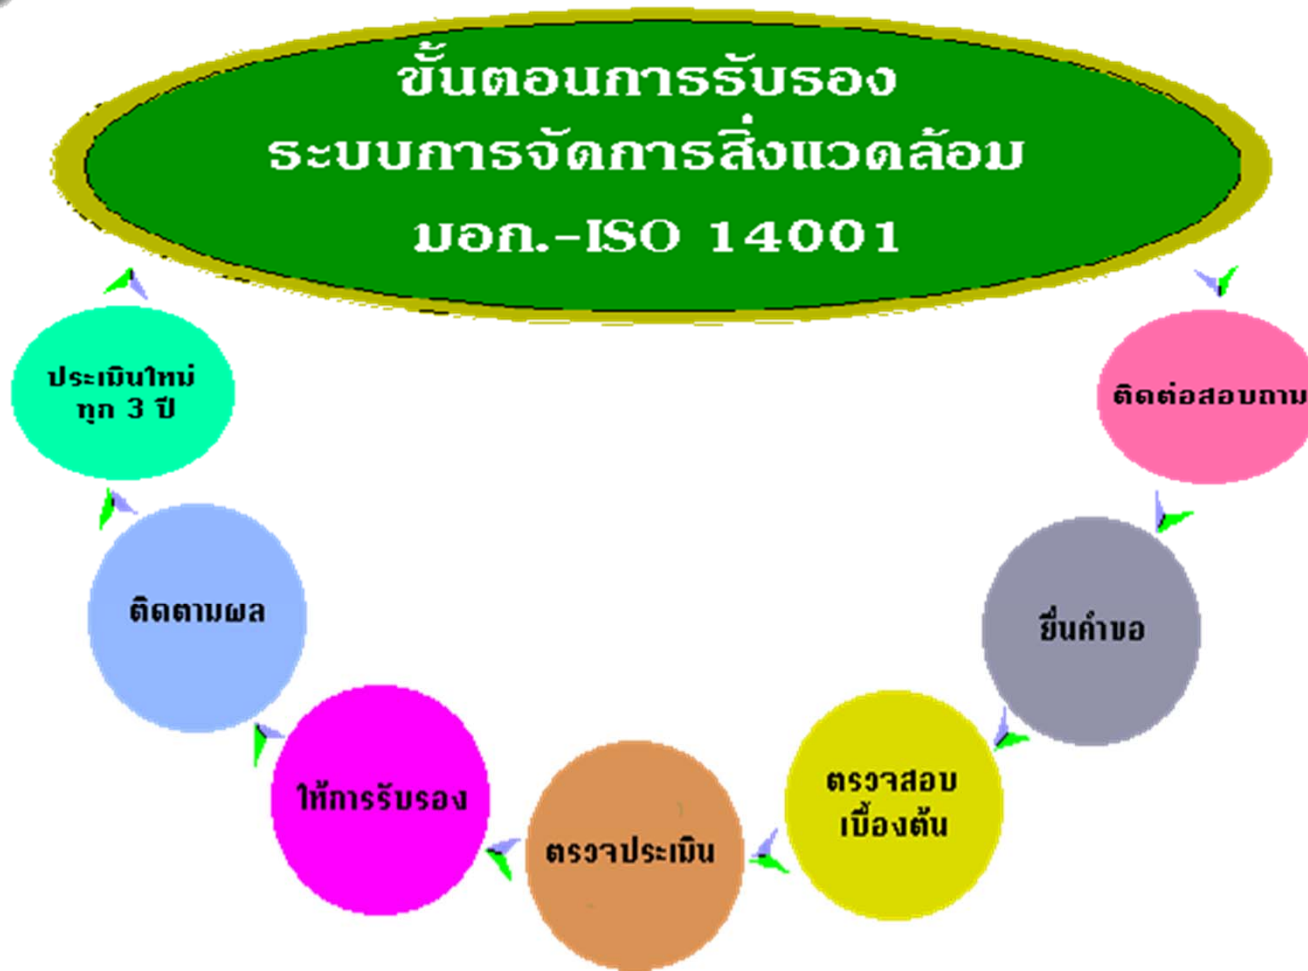 ขั้นตอนการรับรอง
ระบบการจัดการสิ่งแวดล้อม
มอก.-ISO 14001
ติดต่อสอบถาม
ยื่นคำขอ
ตรวจสอบ
เบื้องต้น
ตรวจประเมิน
ให้การรับรอง
ติดตามผล
ประเมินใหม่
ทุก 3 ปี